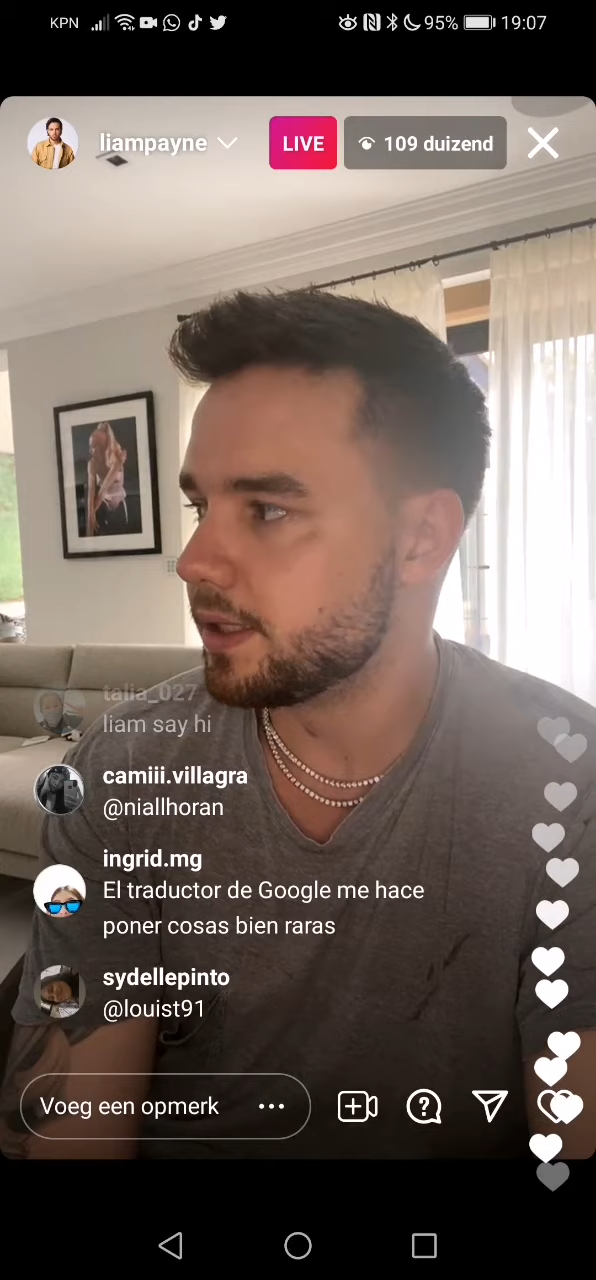 KPN 95% 19:07
liampayne LIVE 109 duizend
talia_027
liam say hi
camiii.villagra
@niallhoran
ingrid.mg
El traductor de Google me hace
poner cosas bien raras
sydellepinto
@louist91
Voeg een opmerk